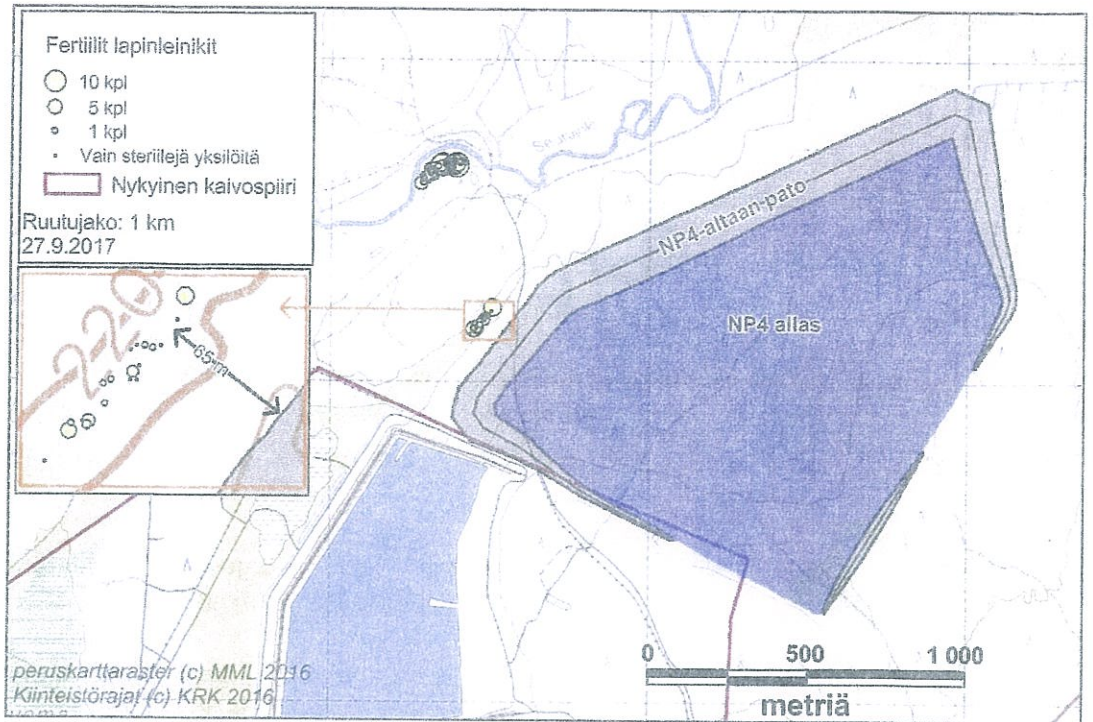 Fertiilit lapinleinikit
10 kpl
5 kpl
1 kpl
Vain steriilejä yksilöitä
Nykyinen kaivospiiri
Ruutujako: 1 km
27.9.2017
65 m
NP4-altaan pato
NP4 allas
peruskarttaraster (c) MML 2016
Kiinteistörajat (c) KRK 2016
0 500 1 000
metriä